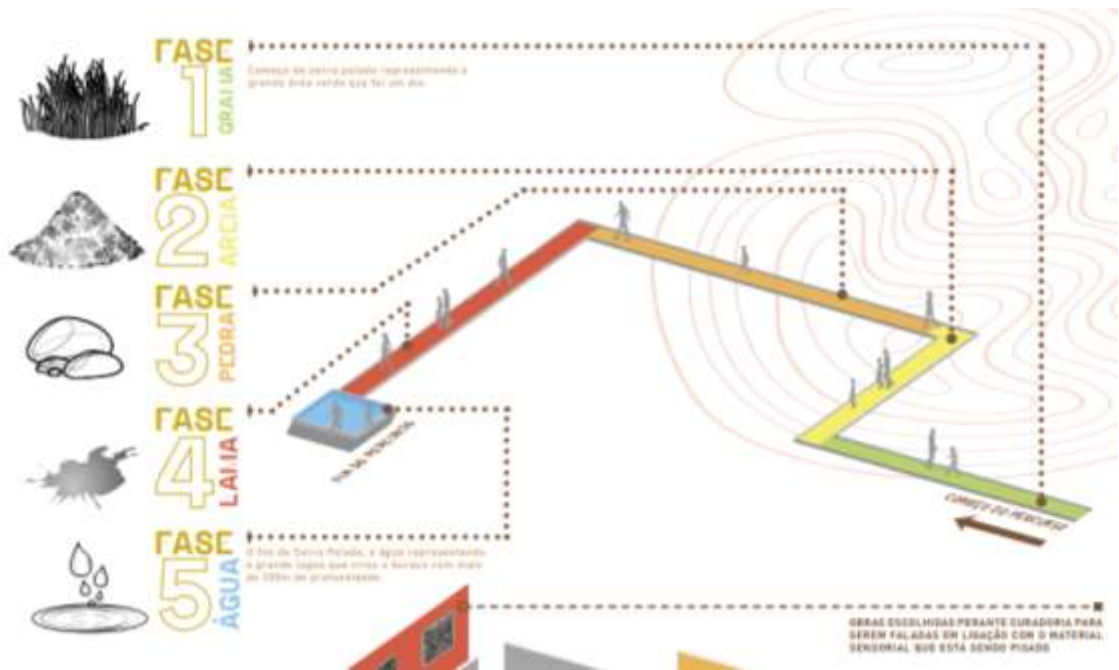 FASE
1
GRAMA
Começo de serra pelada representando a
grande área verde que foi um dia.
FASE
2
AREIA
FASE
3
PEDRA
FASE
4
LAMA
FIM DO PERCURSO
COMEÇO DO PERCURSO
FASE
5
ÁGUA
O fim de Serra Pelada, a água representando
o grande lagoa que virou o buraco com mais
de 200m de profundidade.
OBRAS ESCOLHIDAS PERANTE CURADORIA PARA
SEREM FALADAS EM LIGAÇÃO COM O MATERIAL
SENSORIAL QUE ESTÁ SENDO PISADO